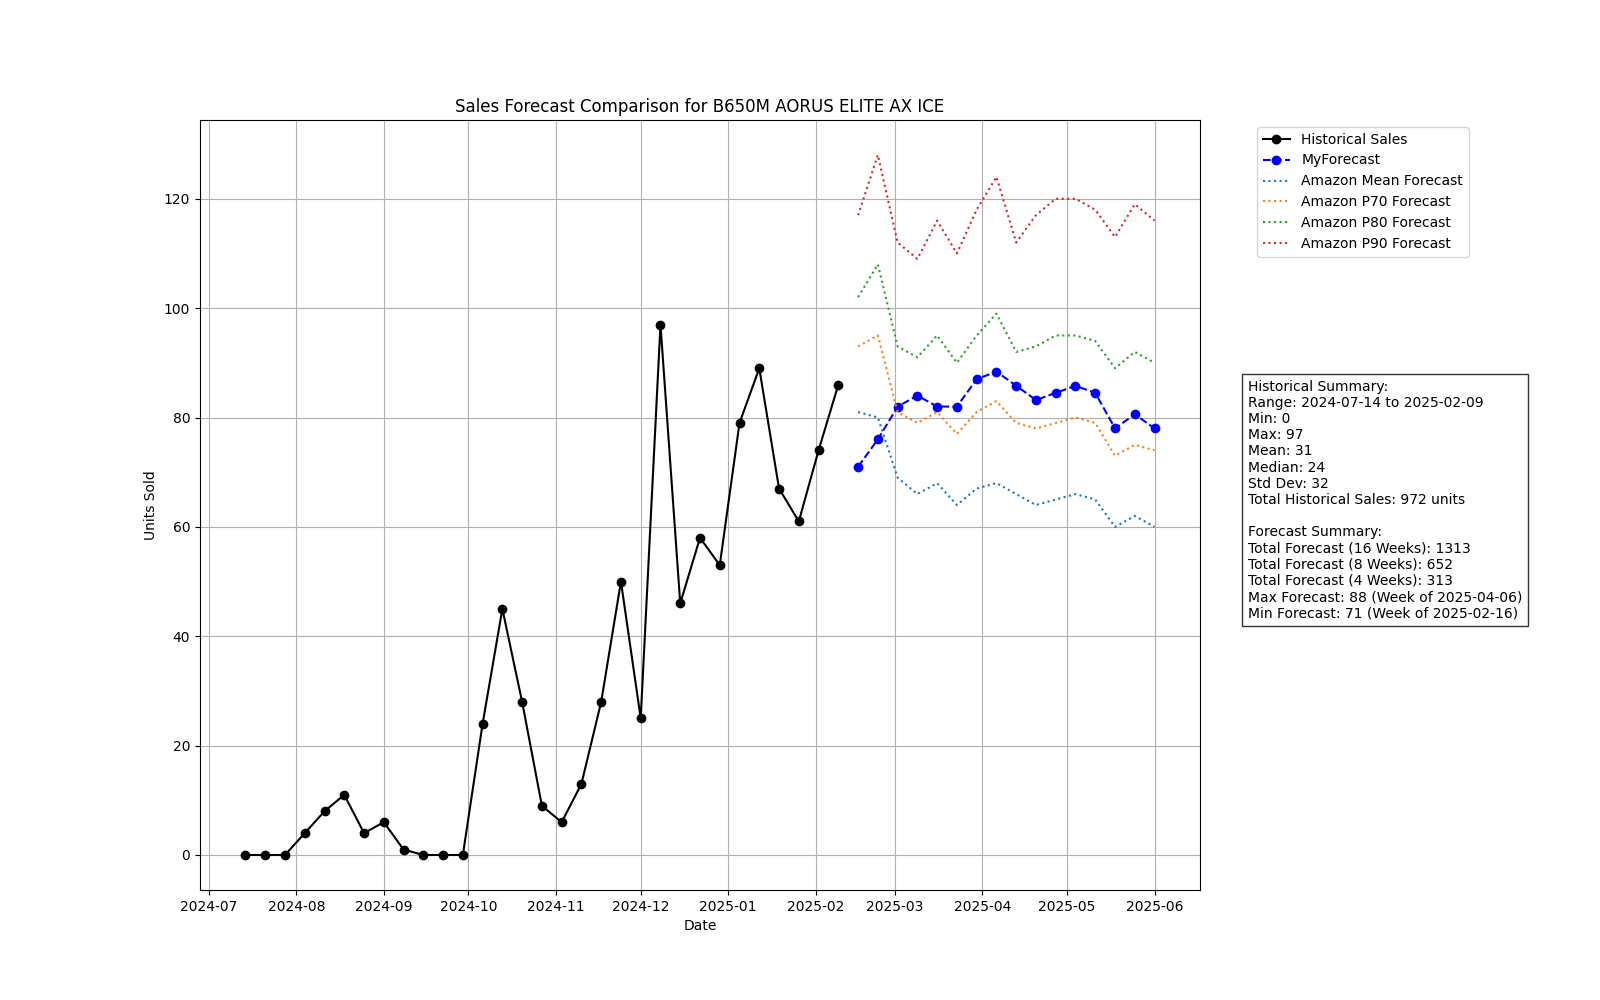 Sales Forecast Comparison for B650M AORUS ELITE AX ICE
Historical Sales
MyForecast
Amazon Mean Forecast
Amazon P70 Forecast
Amazon P80 Forecast
Amazon P90 Forecast
120
100
80
60
40
20
0
Units Sold
Historical Summary:
Range: 2024-07-14 to 2025-02-09
Min: 0
Max: 97
Mean: 31
Median: 24
Std Dev: 32
Total Historical Sales: 972 units
Forecast Summary:
Total Forecast (16 Weeks): 1313
Total Forecast (8 Weeks): 652
Total Forecast (4 Weeks): 313
Max Forecast: 88 (Week of 2025-04-06)
Min Forecast: 71 (Week of 2025-02-16)
2024-07 2024-08 2024-09 2024-10 2024-11 2024-12 2025-01 2025-02 2025-03 2025-04 2025-05 2025-06
Date